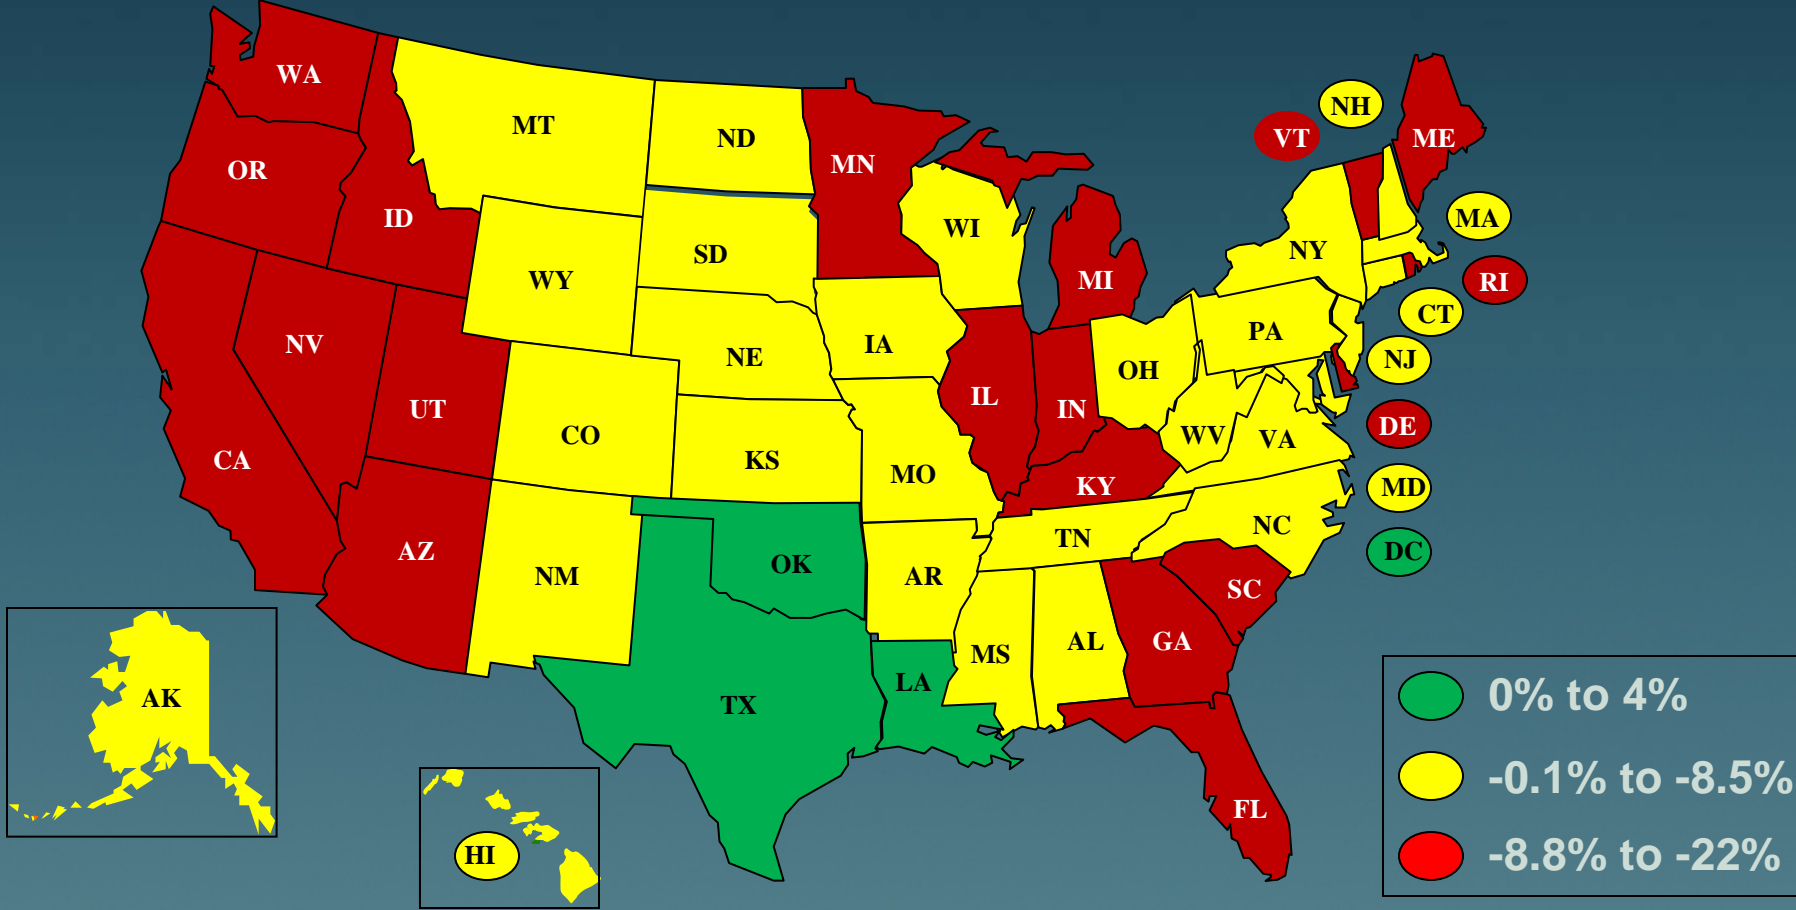 WA
MT
ND
MN
OR
ID
WY
SD
WI
MI
NY
VT
NH
ME
MA
RI
CT
NJ
PA
NV
UT
CO
NE
IA
IL
IN
OH
DE
CA
KS
MO
KY
WV
VA
MD
AZ
NM
OK
AR
TN
NC
DC
SC
TX
LA
MS
AL
GA
FL
AK
HI
0% to 4%
-0.1% to -8.5%
-8.8% to -22%